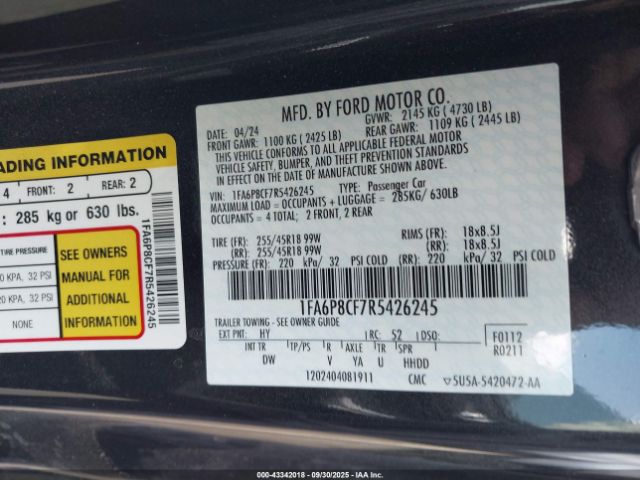 ADING INFORMATION
4 FRONT: 2 REAR: 2
: 285 kg or 630 lbs.
TIRE PRESSURE
0 KPA, 32 PSI
20 KPA, 32 PSI
NONE
SEE OWNERS
MANUAL FOR
ADDITIONAL
INFORMATION
1FA6P8CF7R5426245
MFD. BY FORD MOTOR CO.
DATE: 04/24 GVWR: 2145 KG ( 4730 LB)
FRONT GAWR: 1100 KG ( 2425 LB) REAR GAWR: 1109 KG ( 2445 LB)
THIS VEHICLE CONFORMS TO ALL APPLICABLE FEDERAL MOTOR
VEHICLE SAFETY, BUMPER, AND THEFT PREVENTION STANDARDS
IN EFFECT ON THE DATE OF MANUFACTURE SHOWN ABOVE.
VIN: 1FA6P8CF7R5426245 TYPE: Passenger Car
MAXIMUM LOAD = OCCUPANTS + LUGGAGE = 285KG/ 630LB
OCCUPANTS = 4 TOTAL; 2 FRONT, 2 REAR
TIRE (FR): 255/45R18 99W RIMS (FR): 18x8.5J
(RR): 255/45R18 99W (RR): 18x8.5J
PRESSURE (FR): 220 kPa/ 32 PSI COLD (RR): 220 kPa/ 32 PSI COLD
1FA6P8CF7R5426245
TRAILER TOWING - SEE OWNER GUIDE
EXT PNT: HY RC: 52 DSO: F0112
INT TR TP/PS R AXLE TR SPR R0211
DW V YA U HHDD
1202404081911 CMC ▽5U5A-5420472-AA
000-43342018 - 09/30/2025 - IAAI.COM